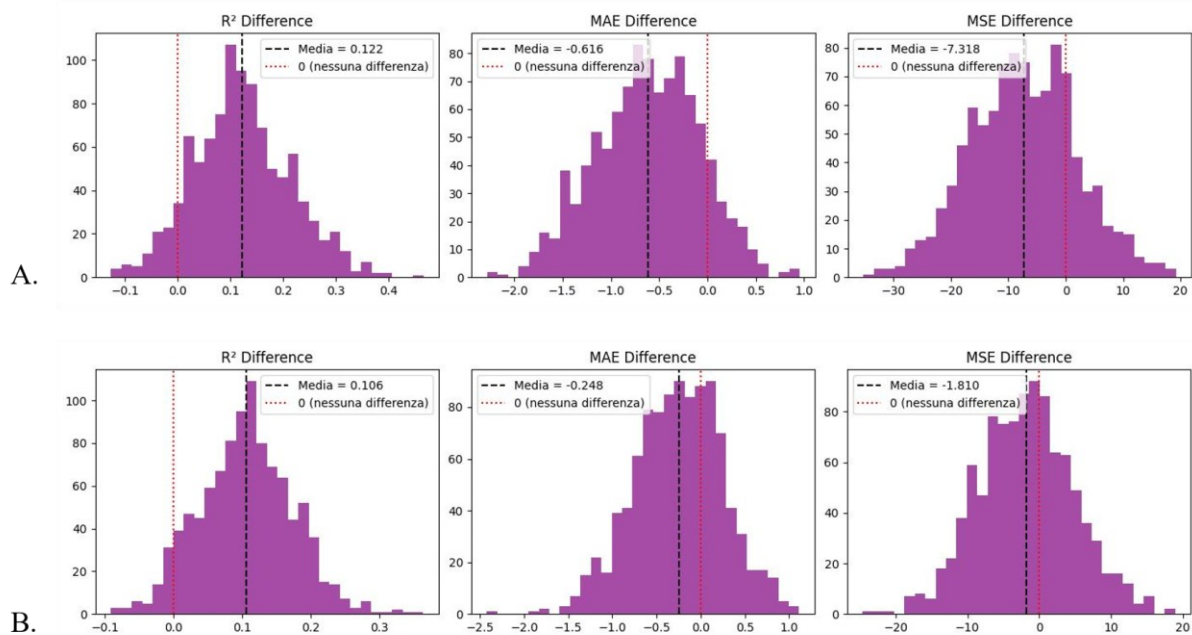 R² Difference
MAE Difference
MSE Difference
Media = 0.122
0 (nessuna differenza)
Media = -0.616
0 (nessuna differenza)
Media = -7.318
0 (nessuna differenza)
100
80
60
40
20
0
80
70
60
50
40
30
20
10
0
80
70
60
50
40
30
20
10
0
A.
−0.1 0.0 0.1 0.2 0.3 0.4
−2.0 −1.5 −1.0 −0.5 0.0 0.5 1.0
−30 −20 −10 0 10 20
R² Difference
MAE Difference
MSE Difference
Media = 0.106
0 (nessuna differenza)
Media = -0.248
0 (nessuna differenza)
Media = -1.810
0 (nessuna differenza)
100
80
60
40
20
0
80
60
40
20
0
80
60
40
20
0
B.
−0.1 0.0 0.1 0.2 0.3
−2.5 −2.0 −1.5 −1.0 −0.5 0.0 0.5 1.0
−20 −10 0 10 20